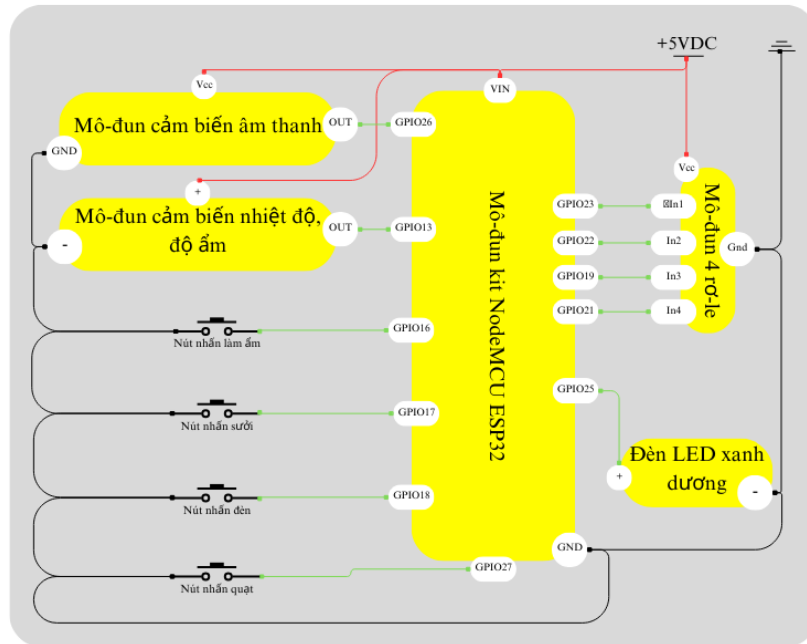 +5VDC
Vcc
VIN
Mô-đun cảm biến âm thanh
OUT
GPIO26
GND
Vcc
+
Mô-đun cảm biến nhiệt độ,
độ ẩm
-
OUT
GPIO13
Mô-đun kit NodeMCU ESP32
GPIO23
In1
GPIO22
In2
GPIO19
In3
GPIO21
In4
Mô-đun 4 rơ-le
Gnd
GPIO16
Nút nhấn làm ẩm
GPIO25
GPIO17
Nút nhấn sưởi
Đèn LED xanh
dương
+
-
GPIO18
Nút nhấn đèn
GND
GPIO27
Nút nhấn quạt